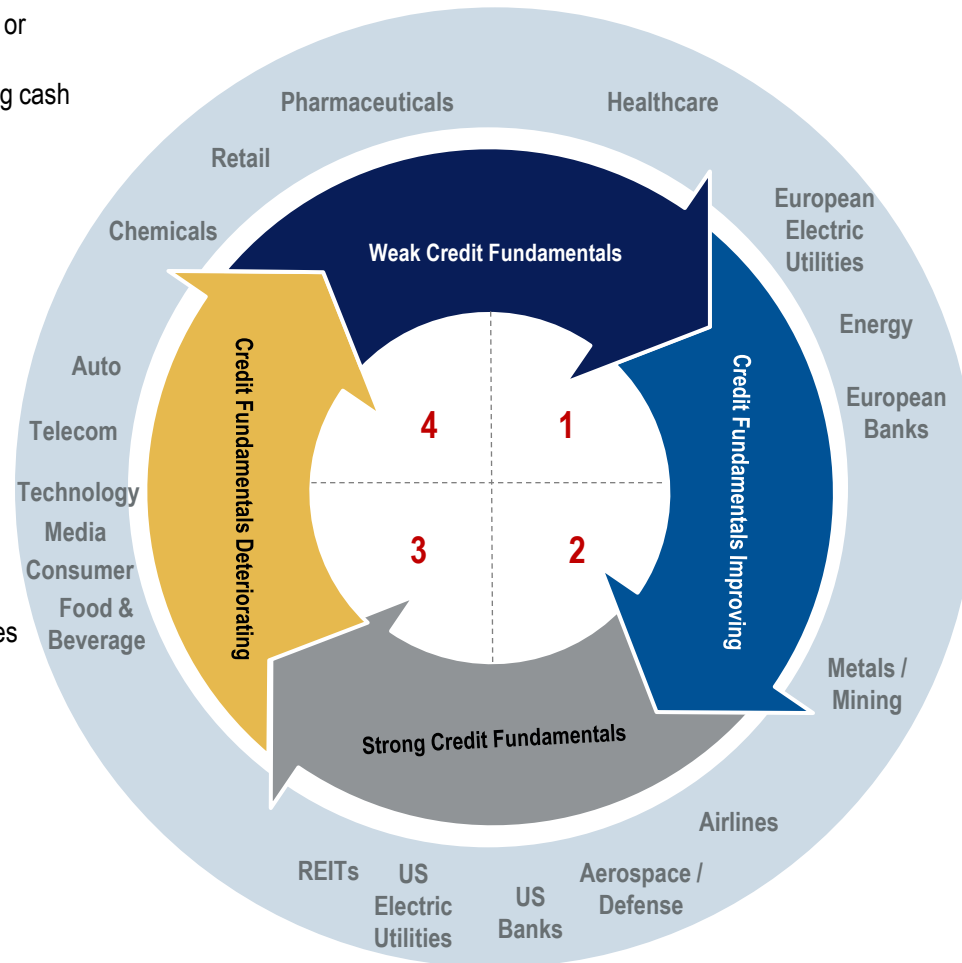 or
g cash
Pharmaceuticals
Healthcare
Retail
Chemicals
European
Electric
Utilities
Weak Credit Fundamentals
Energy
Auto
European
Banks
Telecom
Credit Fundamentals Deteriorating
Credit Fundamentals Improving
4
1
Technology
Media
3
2
Consumer
Food &
Beverage
es
Metals /
Mining
Strong Credit Fundamentals
Airlines
REITs
US
Electric
Utilities
US
Banks
Aerospace /
Defense